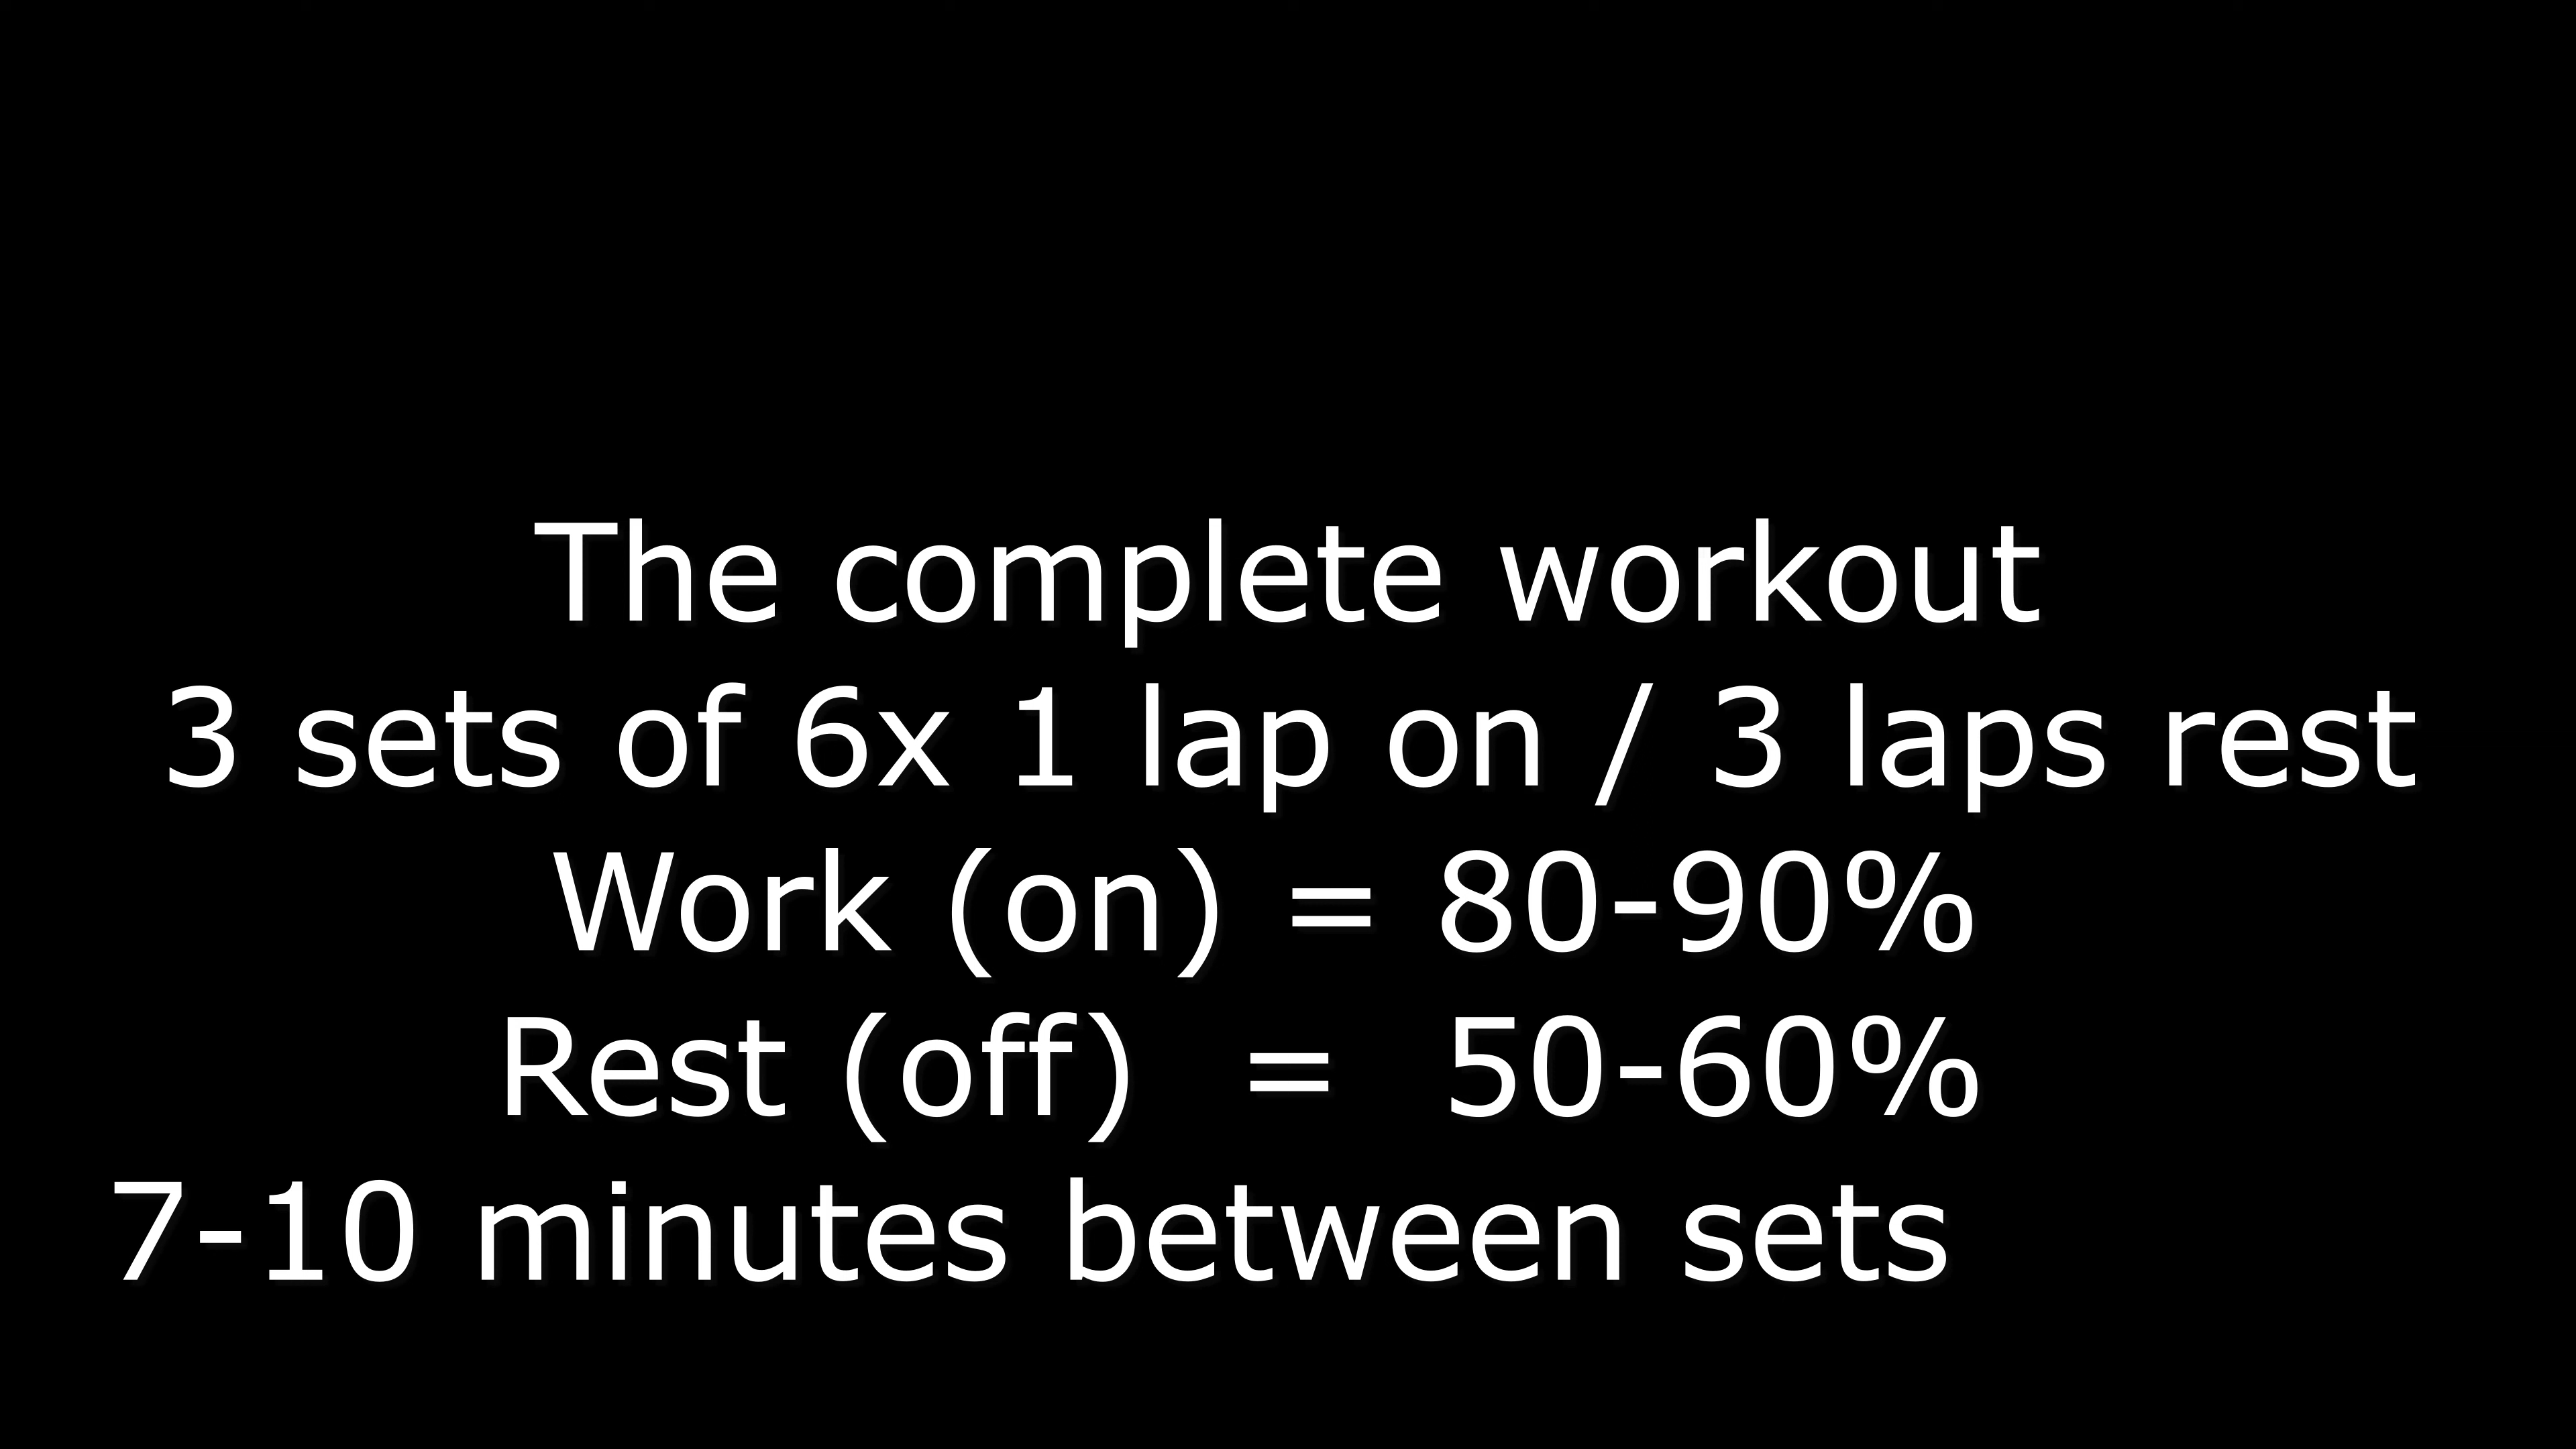 The complete workout
3 sets of 6x 1 lap on / 3 laps rest
Work (on) = 80-90%
Rest (off) = 50-60%
7-10 minutes between sets